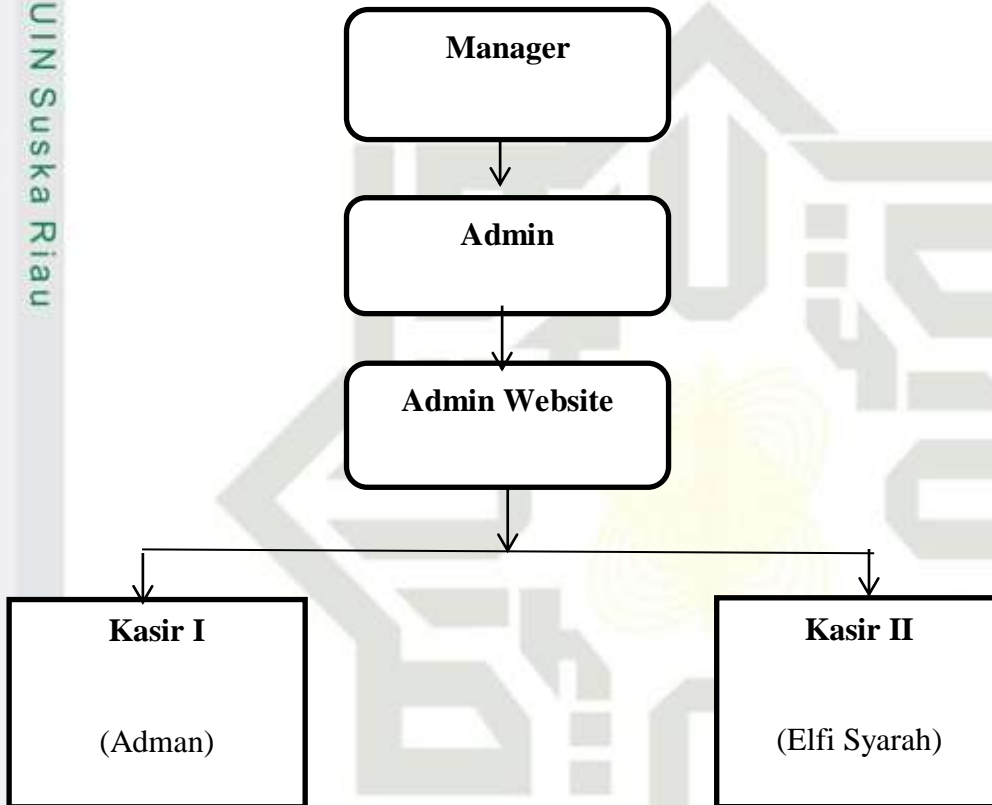 UIN Suska Riau
Manager
Admin
Admin Website
Kasir I
(Adman)
Kasir II
(Elfi Syarah)